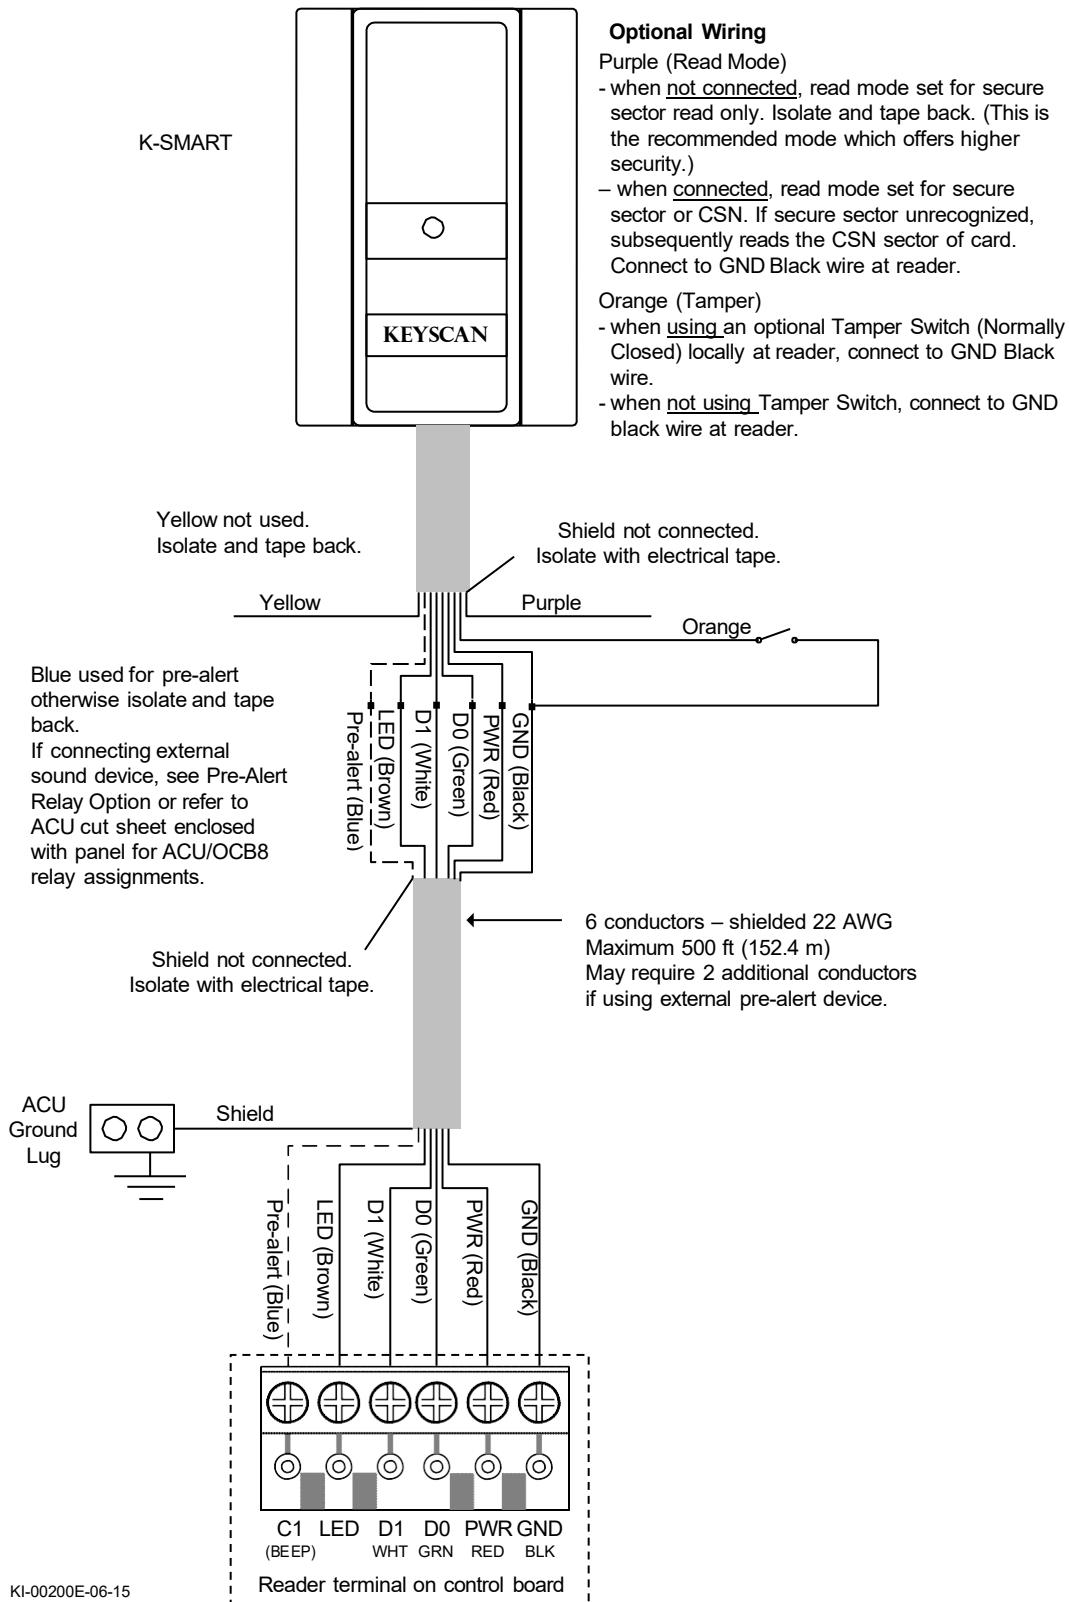 Optional Wiring
Purple (Read Mode)
- when not connected, read mode set for secure
sector read only. Isolate and tape back. (This is
the recommended mode which offers higher
security.)
– when connected, read mode set for secure
sector or CSN. If secure sector unrecognized,
subsequently reads the CSN sector of card.
Connect to GND Black wire at reader.
Orange (Tamper)
- when using an optional Tamper Switch (Normally
Closed) locally at reader, connect to GND Black
wire.
- when not using Tamper Switch, connect to GND
black wire at reader.
K-SMART
KEYSCAN
Yellow not used.
Isolate and tape back.
Shield not connected.
Isolate with electrical tape.
Yellow
Purple
Orange
Blue used for pre-alert
otherwise isolate and tape
back.
If connecting external
sound device, see Pre-Alert
Relay Option or refer to
ACU cut sheet enclosed
with panel for ACU/OCB8
relay assignments.
Pre-alert (Blue)
LED (Brown)
D1 (White)
D0 (Green)
PWR (Red)
GND (Black)
Shield not connected.
Isolate with electrical tape.
6 conductors – shielded 22 AWG
Maximum 500 ft (152.4 m)
May require 2 additional conductors
if using external pre-alert device.
ACU
Ground
Lug
Shield
Pre-alert (Blue)
LED (Brown)
D1 (White)
D0 (Green)
PWR (Red)
GND (Black)
C1 LED D1 D0 PWR GND
(BEEP) WHT GRN RED BLK
Reader terminal on control board
KI-00200E-06-15